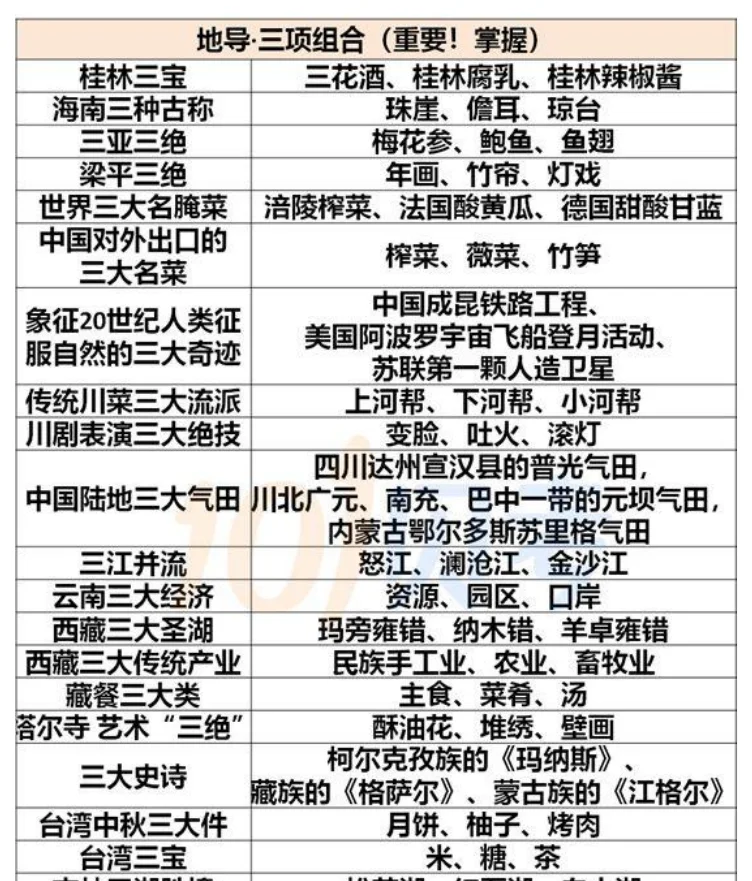 地导·三项组合（重要！掌握）
桂林三宝 三花酒、桂林腐乳、桂林辣椒酱
海南三种古称 珠崖、儋耳、琼台
三亚三绝 梅花参、鲍鱼、鱼翅
梁平三绝 年画、竹帘、灯戏
世界三大名腌菜 涪陵榨菜、法国酸黄瓜、德国甜酸甘蓝
中国对外出口的
三大名菜
榨菜、薇菜、竹笋
象征20世纪人类征
服自然的三大奇迹
中国成昆铁路工程、
美国阿波罗宇宙飞船登月活动、
苏联第一颗人造卫星
传统川菜三大流派 上河帮、下河帮、小河帮
川剧表演三大绝技 变脸、吐火、滚灯
中国陆地三大气田
四川达州宣汉县的普光气田，
川北广元、南充、巴中一带的元坝气田，
内蒙古鄂尔多斯苏里格气田
三江并流 怒江、澜沧江、金沙江
云南三大经济 资源、园区、口岸
西藏三大圣湖 玛旁雍错、纳木错、羊卓雍错
西藏三大传统产业 民族手工业、农业、畜牧业
藏餐三大类 主食、菜肴、汤
塔尔寺 艺术“三绝” 酥油花、堆绣、壁画
三大史诗
柯尔克孜族的《玛纳斯》、
藏族的《格萨尔》、蒙古族的《江格尔》
台湾中秋三大件 月饼、柚子、烤肉
台湾三宝 米、糖、茶